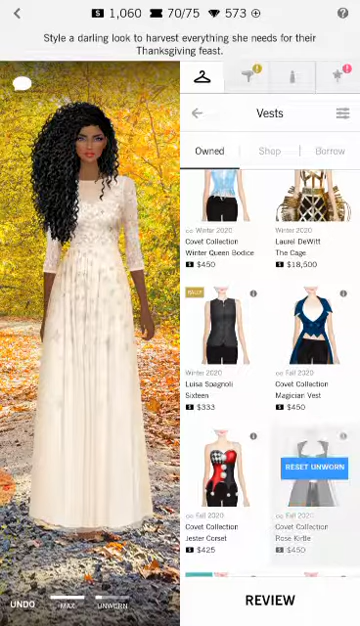 1,060 70/75 573
Style a darling look to harvest everything she needs for their
Thanksgiving feast.
Vests
Owned Shop Borrow
Winter 2020
Covet Collection
Winter Queen Bodice
$450
Winter 2020
Laurel DeWitt
The Cage
$18,500
Winter 2020
Luisa Spagnoli
Sixteen
$333
Fall 2020
Covet Collection
Magician Vest
$450
Fall 2020
Covet Collection
Jester Corset
$425
RESET UNWORN
Fall 2020
Covet Collection
Rose Kirtle
$450
UNDO
MAX
UNWORN
REVIEW